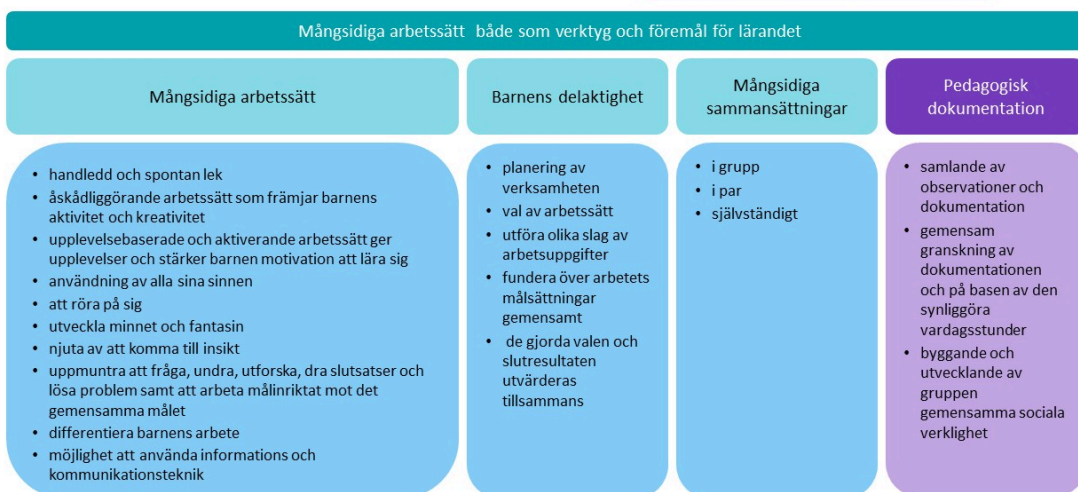 Mångsidiga arbetssätt både som verktyg och föremål för lärandet
Mångsidiga arbetssätt
• handledd och spontan lek
• åskådliggörande arbetssätt som främjar barnens
aktivitet och kreativitet
• upplevelsebaserade och aktiverande arbetssätt ger
upplevelser och stärker barnen motivation att lära sig
• användning av alla sina sinnen
• att röra på sig
• utveckla minnet och fantasin
• njuta av att komma till insikt
• uppmuntra att fråga, undra, utforska, dra slutsatser och
lösa problem samt att arbeta målinriktat mot det
gemensamma målet
• differentiera barnens arbete
• möjlighet att använda informations och
kommunikationsteknik
Barnens delaktighet
• planering av
verksamheten
• val av arbetssätt
• utföra olika slag av
arbetsuppgifter
• fundera över arbetets
målsättningar
gemensamt
• de gjorda valen och
slutresultaten
utvärderas
tillsammans
Mångsidiga
sammansättningar
• i grupp
• i par
• självständigt
Pedagogisk
dokumentation
• samlande av
observationer och
dokumentation
• gemensam
granskning av
dokumentationen
och på basen av den
synliggöra
vardagsstunder
• byggande och
utvecklande av
gruppen
gemensamma sociala
verklighet